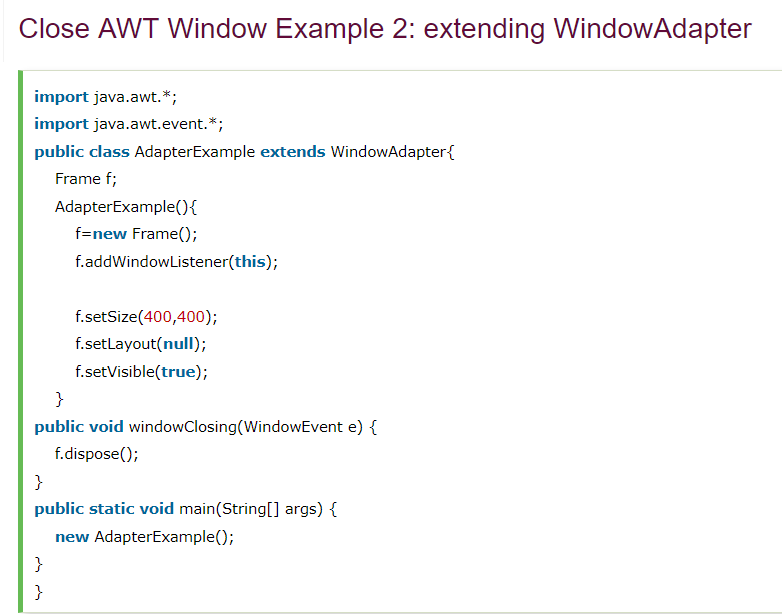 Close AWT Window Example 2: extending WindowAdapter
import java.awt.*;
import java.awt.event.*;
public class AdapterExample extends WindowAdapter{
Frame f;
AdapterExample(){
f=new Frame();
f.addWindowListener(this);
f.setSize(400,400);
f.setLayout(null);
f.setVisible(true);
}
public void windowClosing(WindowEvent e) {
f.dispose();
}
public static void main(String[] args) {
new AdapterExample();
}
}